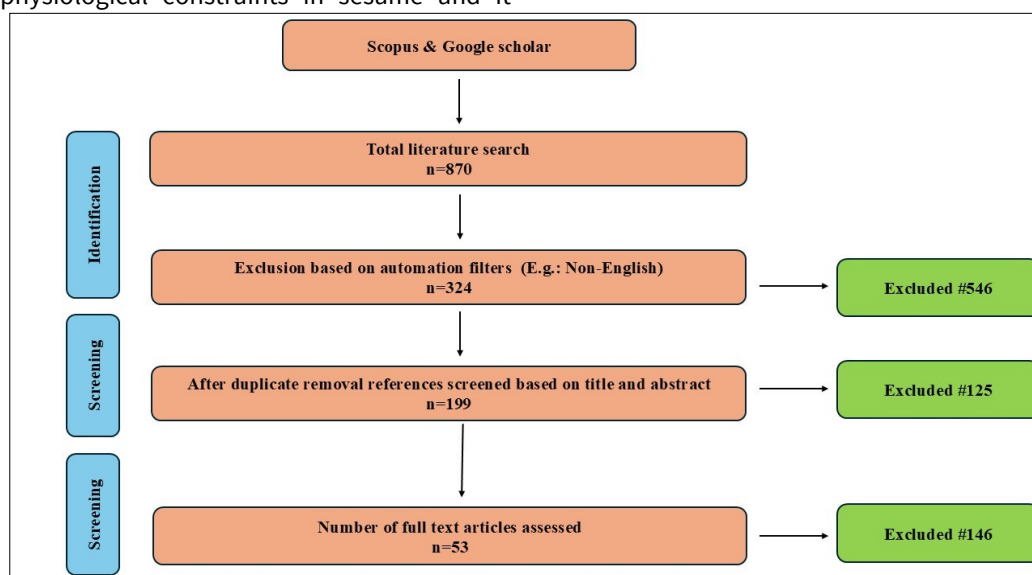 physiological constraints in sesame and it
Scopus & Google scholar
Total literature search
n=870
Identification
Exclusion based on automation filters (E.g.: Non-English)
n=324
Excluded #546
Screening
After duplicate removal references screened based on title and abstract
n=199
Excluded #125
Screening
Number of full text articles assessed
n=53
Excluded #146